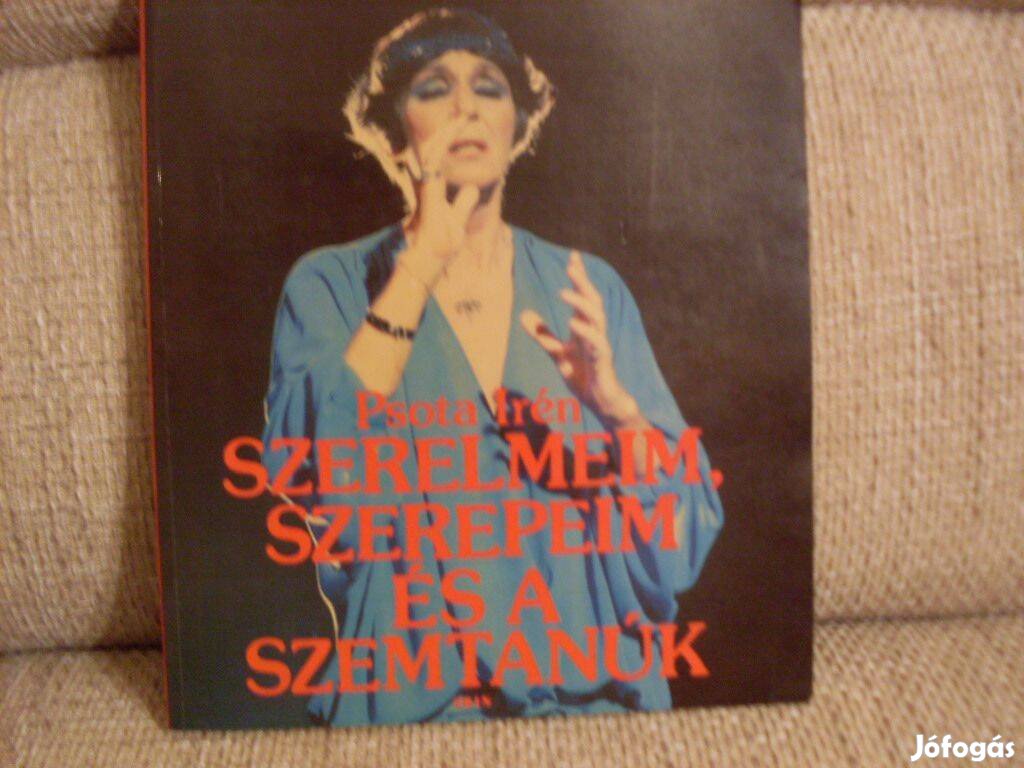 Psota Irén
SZERELMEIM,
SZEREPEIM
ÉS A
SZEMTANÚK
Jófogás